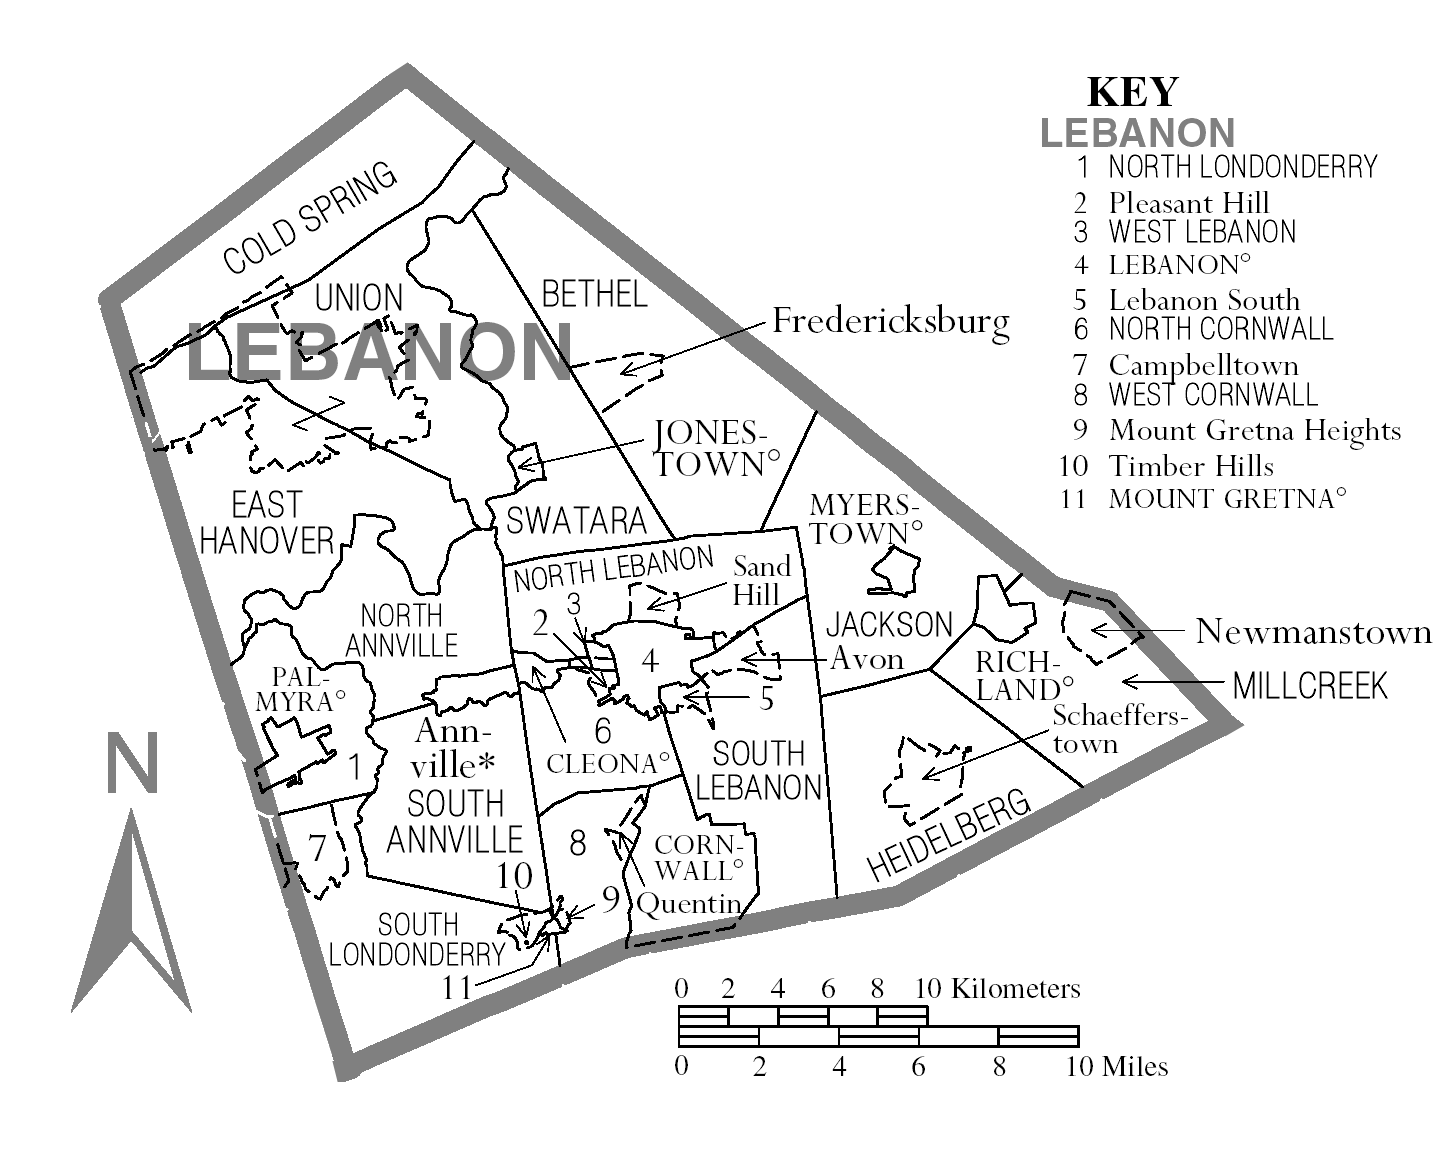 KEY
LEBANON
1 NORTH LONDONDERRY
2 Pleasant Hill
3 WEST LEBANON
4 LEBANON°
5 Lebanon South
6 NORTH CORNWALL
7 Campbelltown
8 WEST CORNWALL
9 Mount Gretna Heights
10 Timber Hills
11 MOUNT GRETNA°
COLD SPRING
UNION
BETHEL
LEBANON
Fredericksburg
JONES-
TOWN°
EAST
HANOVER
SWATARA
MYERS-
TOWN°
NORTH LEBANON
Sand
Hill
2
3
NORTH
ANNVILLE
JACKSON
Newmanstown
4
Avon
RICH-
LAND°
MILLCREEK
PAL-
MYRA°
5
Schaeffers-
town
Ann-
ville*
6
CLEONA°
1
SOUTH
LEBANON
N
SOUTH
ANNVILLE
HEIDELBERG
7
8
CORN-
WALL°
10
9
Quentin
SOUTH
LONDONDERRY
11
0 2 4 6 8 10 Kilometers
0 2 4 6 8 10 Miles